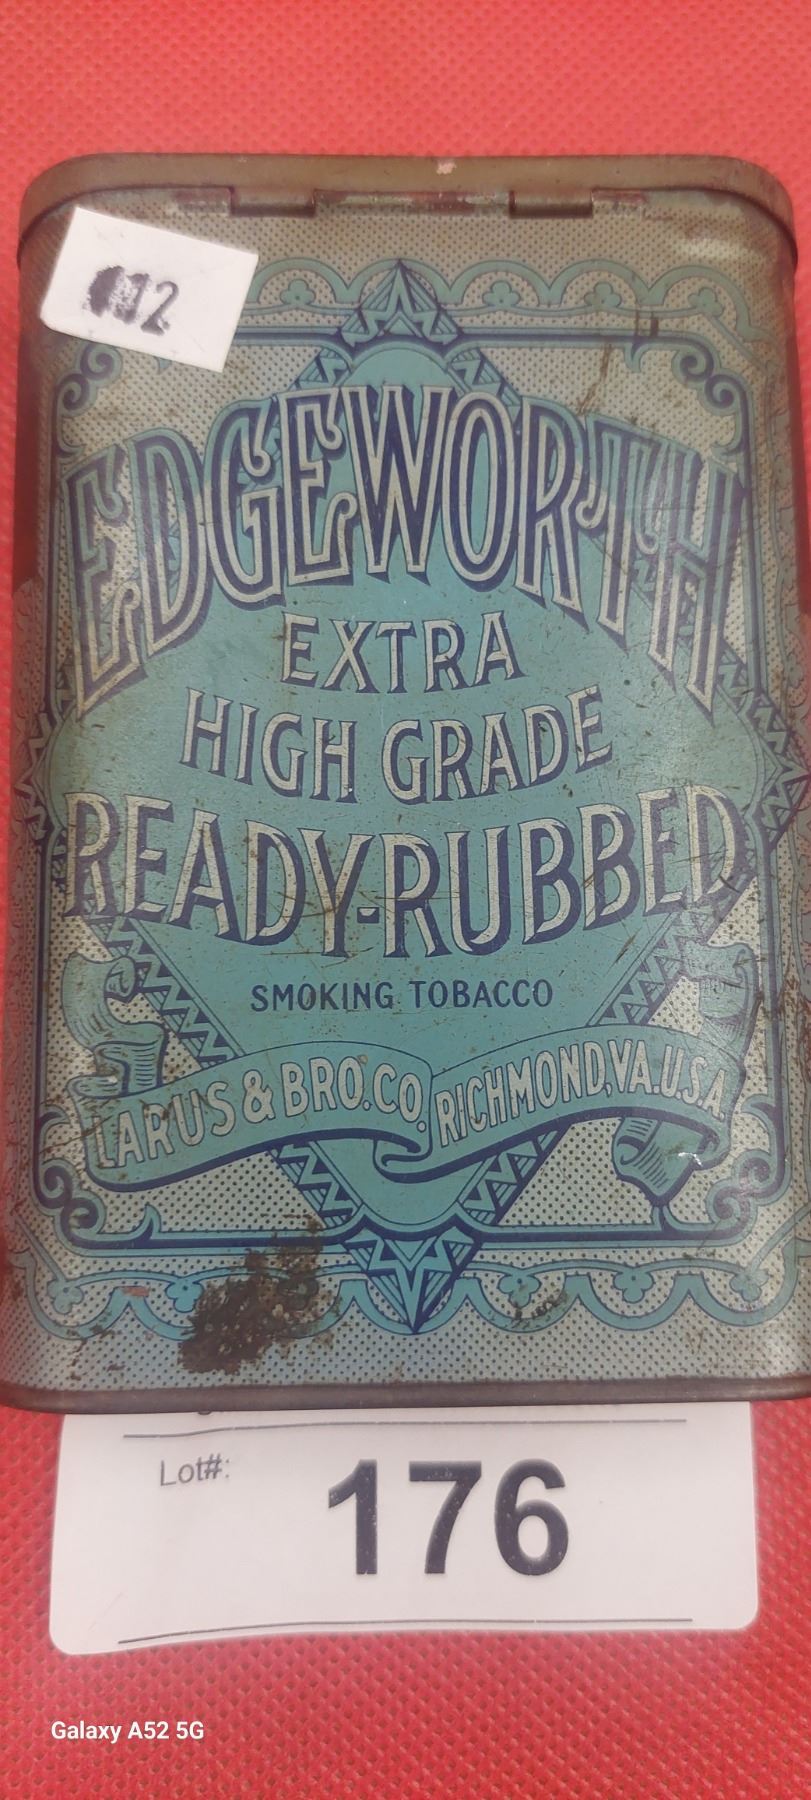 EDGEWORTH
EXTRA
HIGH GRADE
READY-RUBBED
SMOKING TOBACCO
LARUS & BRO. CO. RICHMOND, VA. U.S.A.
Lot#: 176
Galaxy A52 5G